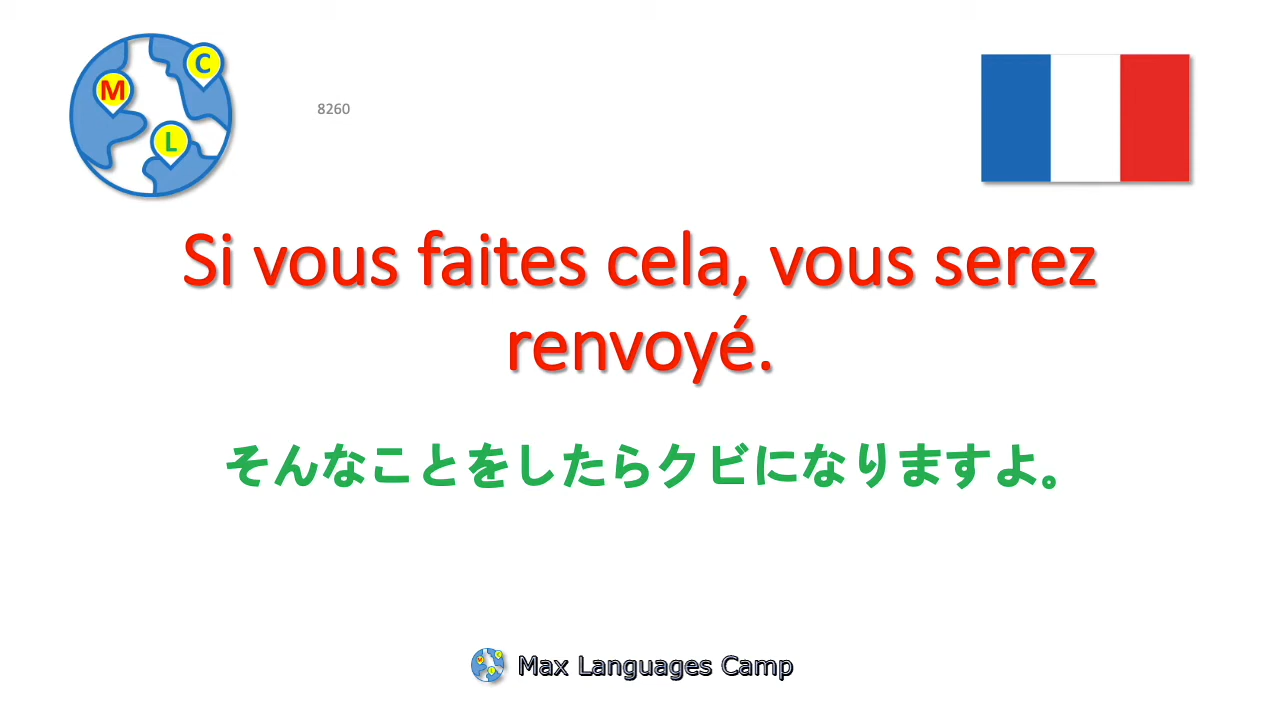 C
M
L
8260
Si vous faites cela, vous serez
renvoyé.
そんなことをしたらクビになりますよ。
Max Languages Camp